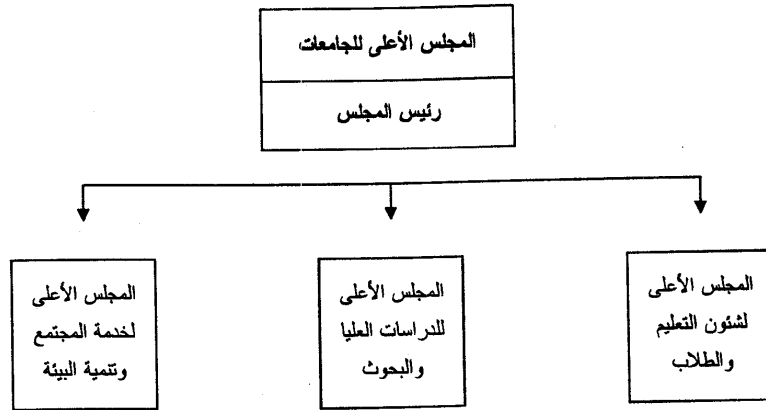 المجلس الأعلى للجامعات
رئيس المجلس
المجلس الأعلى
لشئون التعليم
والطلاب
المجلس الأعلى
للدراسات العليا
والبحوث
المجلس الأعلى
لخدمة المجتمع
وتنمية البيئة